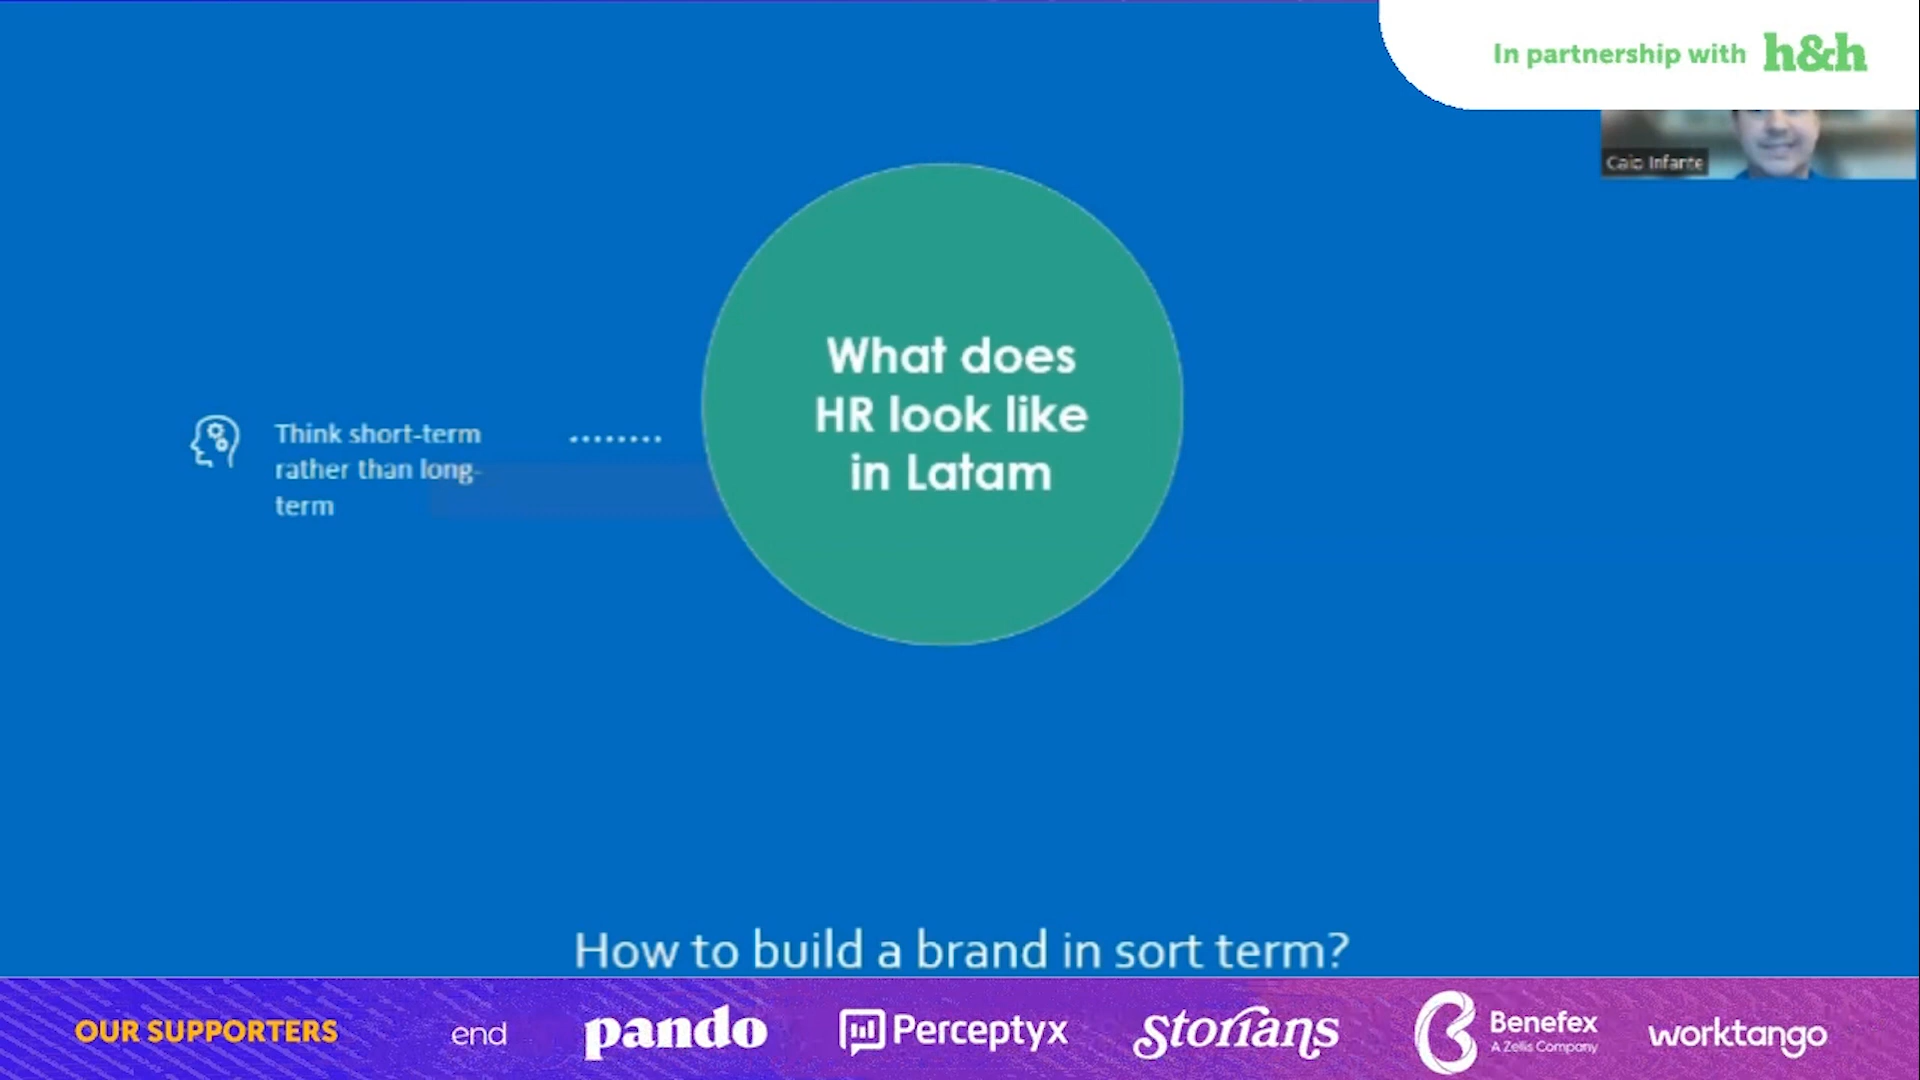 In partnership with h&h
Caio Infante
What does
HR look like
in Latam
Think short-term
rather than long-
term
How to build a brand in sort term?
OUR SUPPORTERS
end
pando
Perceptyx
Storians
Benefex
A Zellis Company
worktango